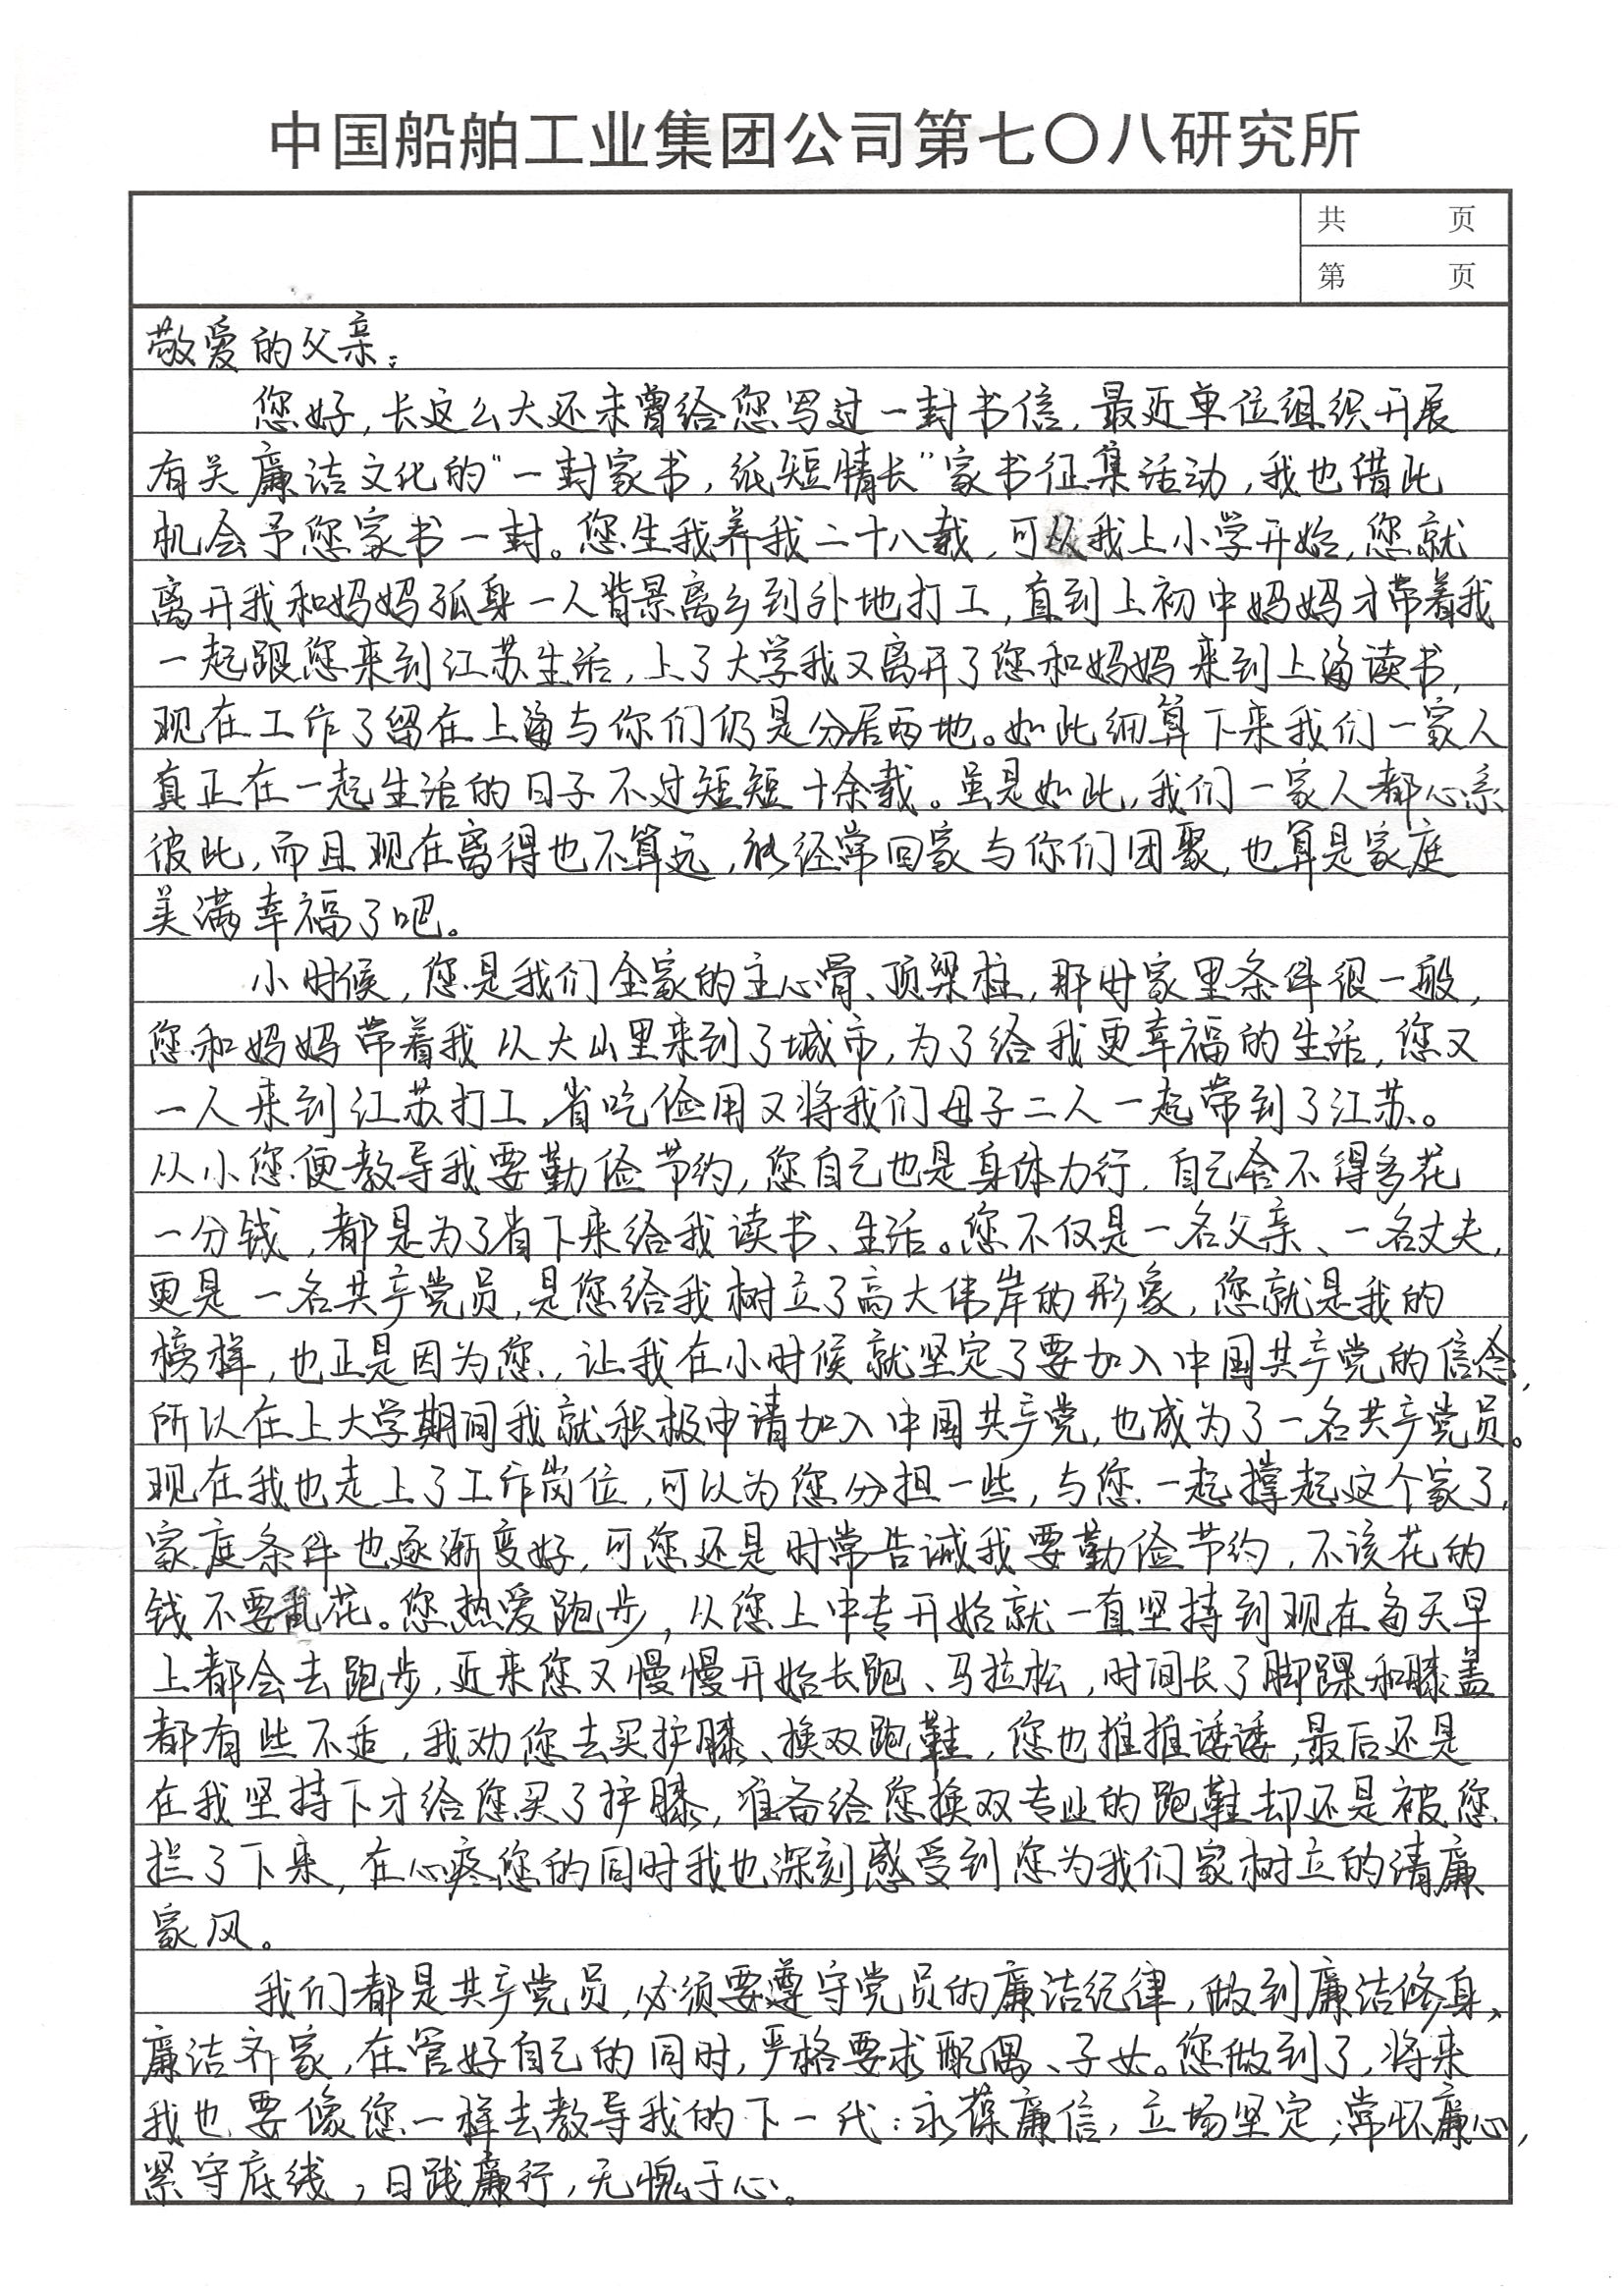 中国船舶工业集团公司第七〇八研究所
共 页
第 页
敬爱的父亲：
您好，长这么大还未曾给您写过一封书信，最近单位组织开展
有关廉洁文化的“一封家书，纸短情长”家书征集活动，我也借此
机会予您家书一封。您生我养我二十八载，可从我上小学开始，您就
离开我和妈妈孤身一人背景离乡到外地打工，直到上初中妈妈才带着我
一起跟您来到江苏生活，上了大学我又离开了您和妈妈来到上海读书，
现在工作了留在上海与你们仍是分居两地。如此细算下来我们一家人
真正在一起生活的日子不过短短十余载。虽是如此，我们一家人都心系
彼此，而且现在离得也不算远，能经常回家与你们团聚，也算是家庭
美满幸福了吧。
小时候，您是我们全家的主心骨、顶梁柱，那时家里条件很一般，
您和妈妈带着我从大山里来到了城市，为了给我更幸福的生活，您又
一人来到江苏打工，省吃俭用又将我们母子二人一起带到了江苏。
从小您便教导我要勤俭节约，您自己也是身体力行，自己舍不得多花
一分钱，都是为了省下来给我读书、生活。您不仅是一名父亲、一名丈夫，
更是一名共产党员，是您给我树立了高大伟岸的形象，您就是我的
榜样，也正是因为您，让我在小时候就坚定了要加入中国共产党的信念，
所以在上大学期间我就积极申请加入中国共产党，也成为了一名共产党员。
现在我也走上了工作岗位，可以为您分担一些，与您一起撑起这个家了，
家庭条件也逐渐变好，可您还是时常告诫我要勤俭节约，不该花的
钱不要乱花。您热爱跑步，从您上中专开始就一直坚持到现在每天早
上都会去跑步，近来您又慢慢开始长跑、马拉松，时间长了脚踝和膝盖
都有些不适，我劝您去买护膝、换双跑鞋，您也推推诿诿，最后还是
在我坚持下才给您买了护膝，准备给您换双专业的跑鞋却还是被您
拦了下来，在心疼您的同时我也深刻感受到您为我们家树立的清廉
家风。
我们都是共产党员，必须要遵守党员的廉洁纪律，做到廉洁修身、
廉洁齐家，在管好自己的同时，严格要求配偶、子女。您做到了，将来
我也要像您一样去教导我的下一代：永葆廉信，立场坚定；常怀廉心，
紧守底线，日践廉行，无愧于心。